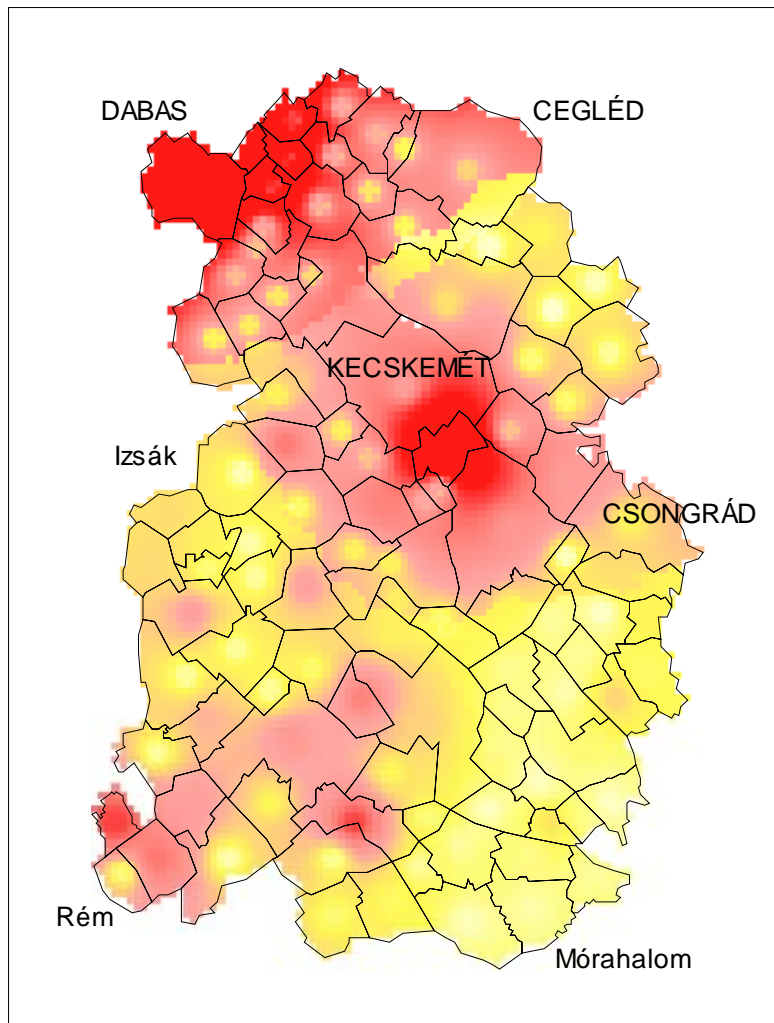 DABAS
CEGLÉD
KECSKEMÉT
Izsák
CSONGRÁD
Rém
Mórahalom